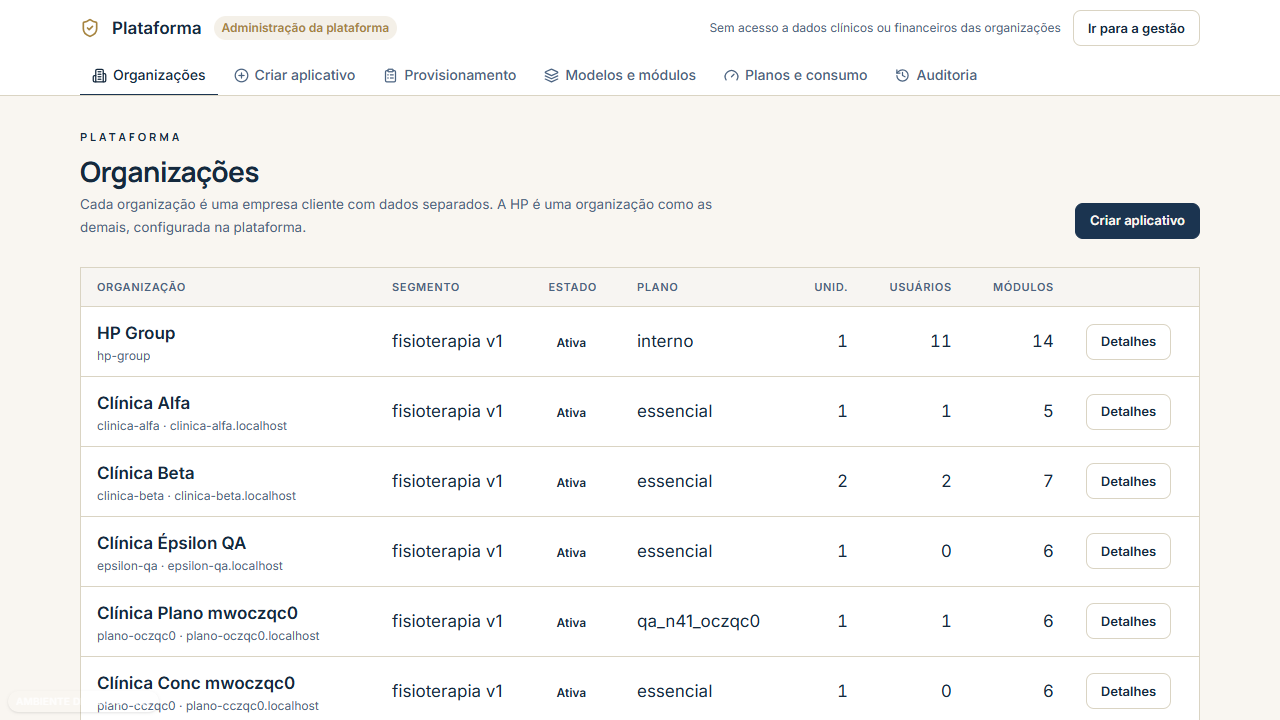 Plataforma
Administração da plataforma
Sem acesso a dados clínicos ou financeiros das organizações
Ir para a gestão
Organizações
Criar aplicativo
Provisionamento
Modelos e módulos
Planos e consumo
Auditoria
PLATAFORMA
Organizações
Cada organização é uma empresa cliente com dados separados. A HP é uma organização como as
demais, configurada na plataforma.
Criar aplicativo
ORGANIZAÇÃO SEGMENTO ESTADO PLANO UNID. USUÁRIOS MÓDULOS
HP Group
hp-group
fisioterapia v1 Ativa interno 1 11 14 Detalhes
Clínica Alfa
clinica-alfa · clinica-alfa.localhost
fisioterapia v1 Ativa essencial 1 1 5 Detalhes
Clínica Beta
clinica-beta · clinica-beta.localhost
fisioterapia v1 Ativa essencial 2 2 7 Detalhes
Clínica Épsilon QA
epsilon-qa · epsilon-qa.localhost
fisioterapia v1 Ativa essencial 1 0 6 Detalhes
Clínica Plano mwoczqc0
plano-oczqc0 · plano-oczqc0.localhost
fisioterapia v1 Ativa qa_n41_oczqc0 1 1 6 Detalhes
Clínica Conc mwoczqc0
fisioterapia v1 Ativa essencial 1 0 6 Detalhes
AMBIENTE